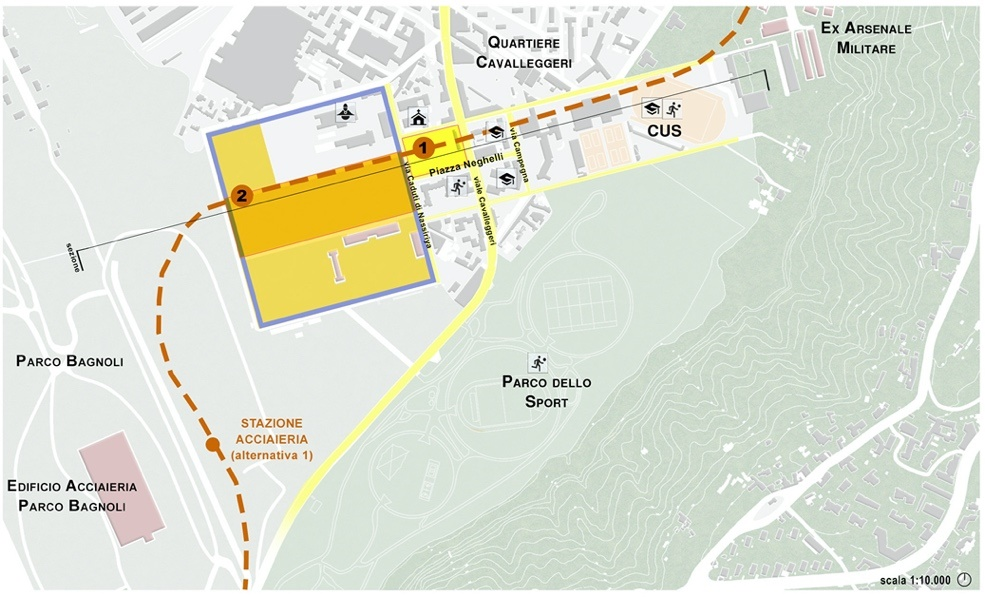 Ex Arsenale
Militare
Quartiere
Cavalleggeri
CUS
1
Piazza Neghelli
via Campegna
via Caduti di Nassiriya
viale Cavalleggeri
2
sezione
Parco Bagnoli
Parco dello
Sport
STAZIONE
ACCIAIERIA
(alternativa 1)
Edificio Acciaieria
Parco Bagnoli
scala 1:10.000